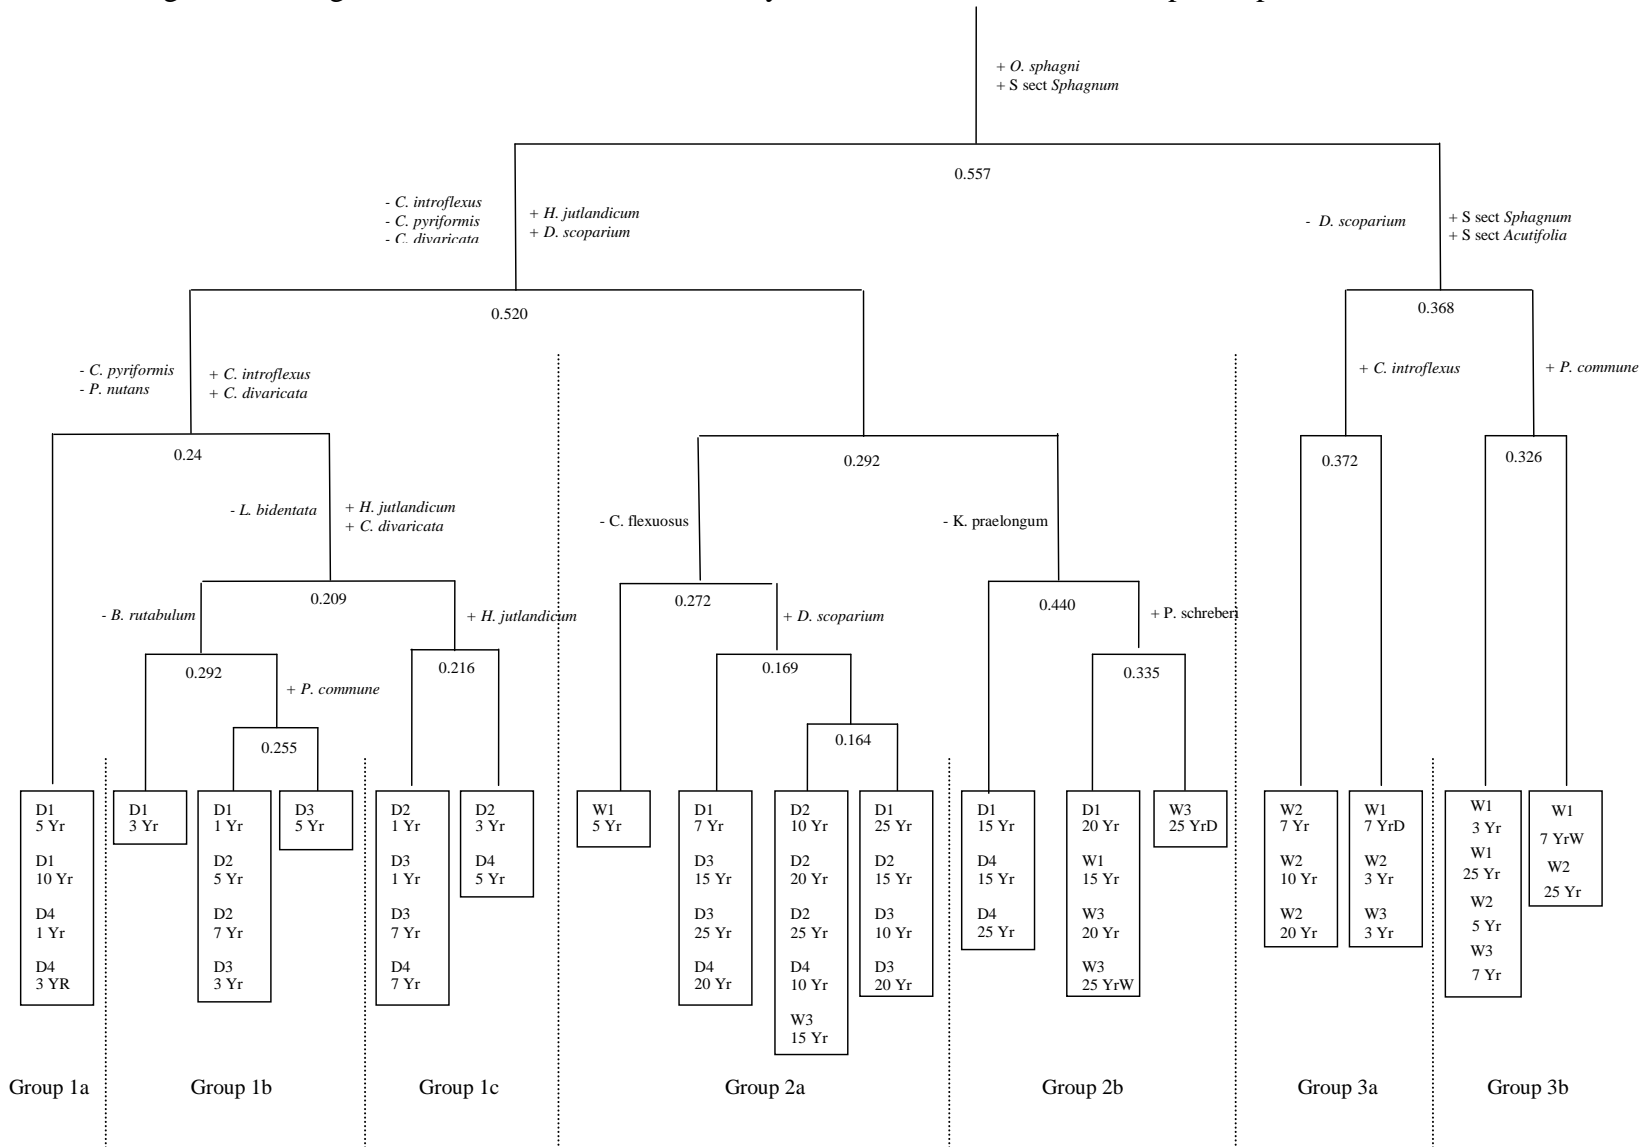 + O. sphagni
+ S sect Sphagnum
0.557
- C. introflexus
- C. pyriformis
- C. divaricata
+ H. jutlandicum
+ D. scoparium
- D. scoparium
+ S sect Sphagnum
+ S sect Acutifolia
0.520
0.368
- C. pyriformis
- P. nutans
+ C. introflexus
+ C. divaricata
+ C. introflexus
+ P. commune
0.24
0.292
0.372
0.326
- L. bidentata
+ H. jutlandicum
+ C. divaricata
- C. flexuosus
- K. praelongum
0.209
0.272
0.440
- B. rutabulum
+ H. jutlandicum
+ D. scoparium
+ P. schreberi
0.292
0.216
0.169
0.335
+ P. commune
0.255
0.164
D1
5 Yr
D1
10 Yr
D4
1 Yr
D4
3 YR
D1
3 Yr
D1
1 Yr
D2
5 Yr
D2
7 Yr
D3
3 Yr
D3
5 Yr
D2
1 Yr
D3
1 Yr
D3
7 Yr
D4
7 Yr
D2
3 Yr
D4
5 Yr
W1
5 Yr
D1
7 Yr
D3
15 Yr
D3
25 Yr
D4
20 Yr
D2
10 Yr
D2
20 Yr
D2
25 Yr
D4
10 Yr
W3
15 Yr
D1
25 Yr
D2
15 Yr
D3
10 Yr
D3
20 Yr
D1
15 Yr
D4
15 Yr
D4
25 Yr
D1
20 Yr
W1
15 Yr
W3
20 Yr
W3
25 YrW
W3
25 YrD
W2
7 Yr
W2
10 Yr
W2
20 Yr
W1
7 YrD
W2
3 Yr
W3
3 Yr
W1
3 Yr
W1
25 Yr
W2
5 Yr
W3
7 Yr
W1
7 YrW
W2
25 Yr
Group 1a
Group 1b
Group 1c
Group 2a
Group 2b
Group 3a
Group 3b